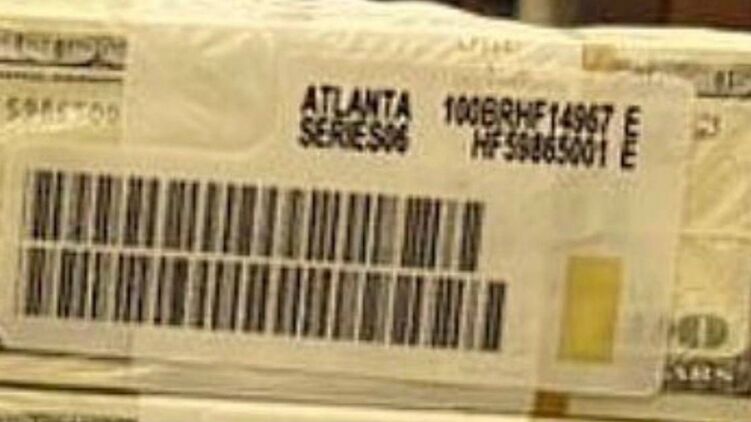 ATLANTA 100BRHF14967 E
SERIES06 HF59865001 E